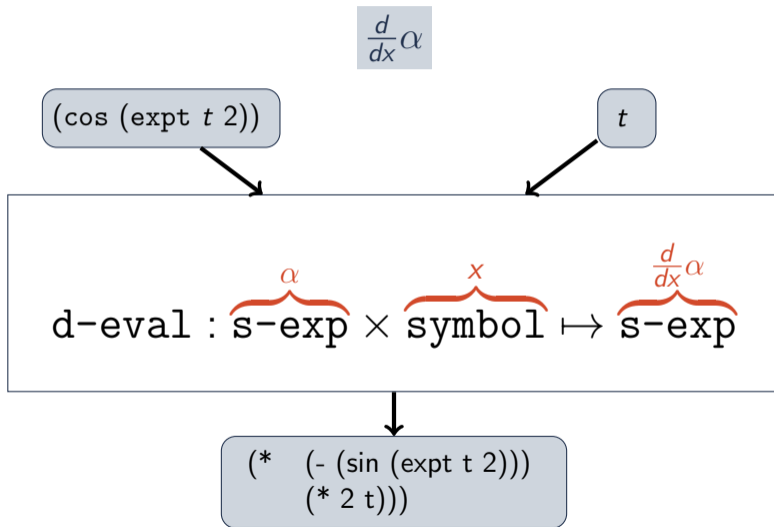 d/dx α
(cos (expt t 2))
t
α
x
d/dx α
d-eval : s-exp × symbol ↦ s-exp
(* (- (sin (expt t 2)))
(* 2 t)))